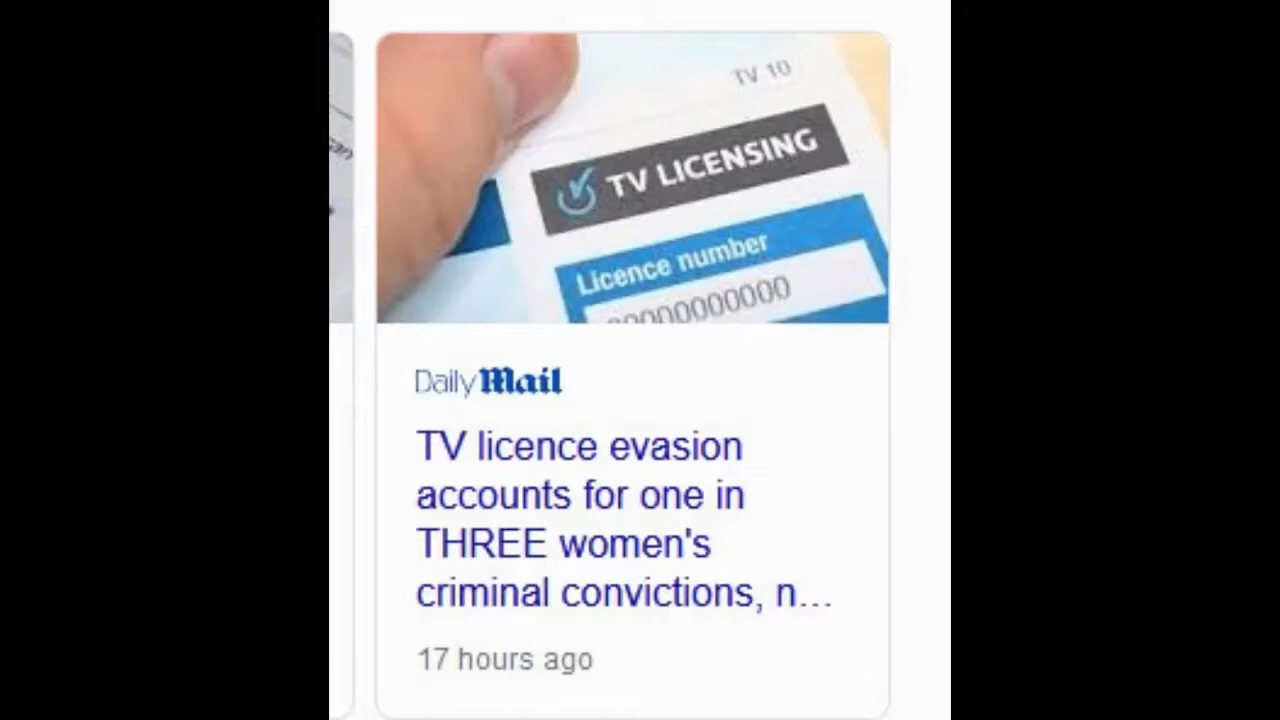 TV 10
TV LICENSING
Licence number
00000000000
Daily Mail
TV licence evasion
accounts for one in
THREE women's
criminal convictions, n...
17 hours ago